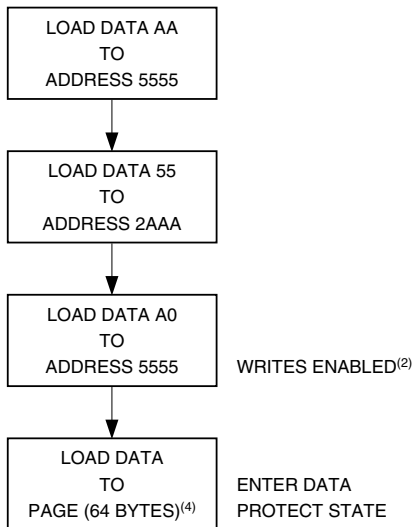 LOAD DATA AA
TO
ADDRESS 5555
LOAD DATA 55
TO
ADDRESS 2AAA
LOAD DATA A0
TO
ADDRESS 5555
WRITES ENABLED(2)
LOAD DATA
TO
PAGE (64 BYTES)(4)
ENTER DATA
PROTECT STATE